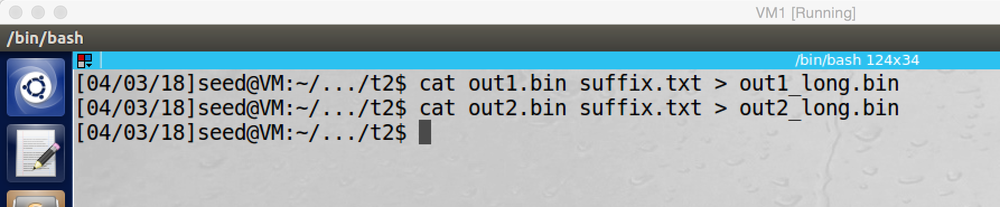 VM1 [Running]
/bin/bash
/bin/bash 124x34
[04/03/18]seed@VM:~/.../t2$ cat out1.bin suffix.txt > out1_long.bin
[04/03/18]seed@VM:~/.../t2$ cat out2.bin suffix.txt > out2_long.bin
[04/03/18]seed@VM:~/.../t2$